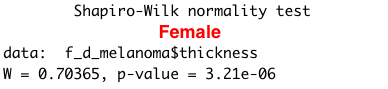 Shapiro-Wilk normality test
Female
data:  f_d_melanoma$thickness
W = 0.70365, p-value = 3.21e-06